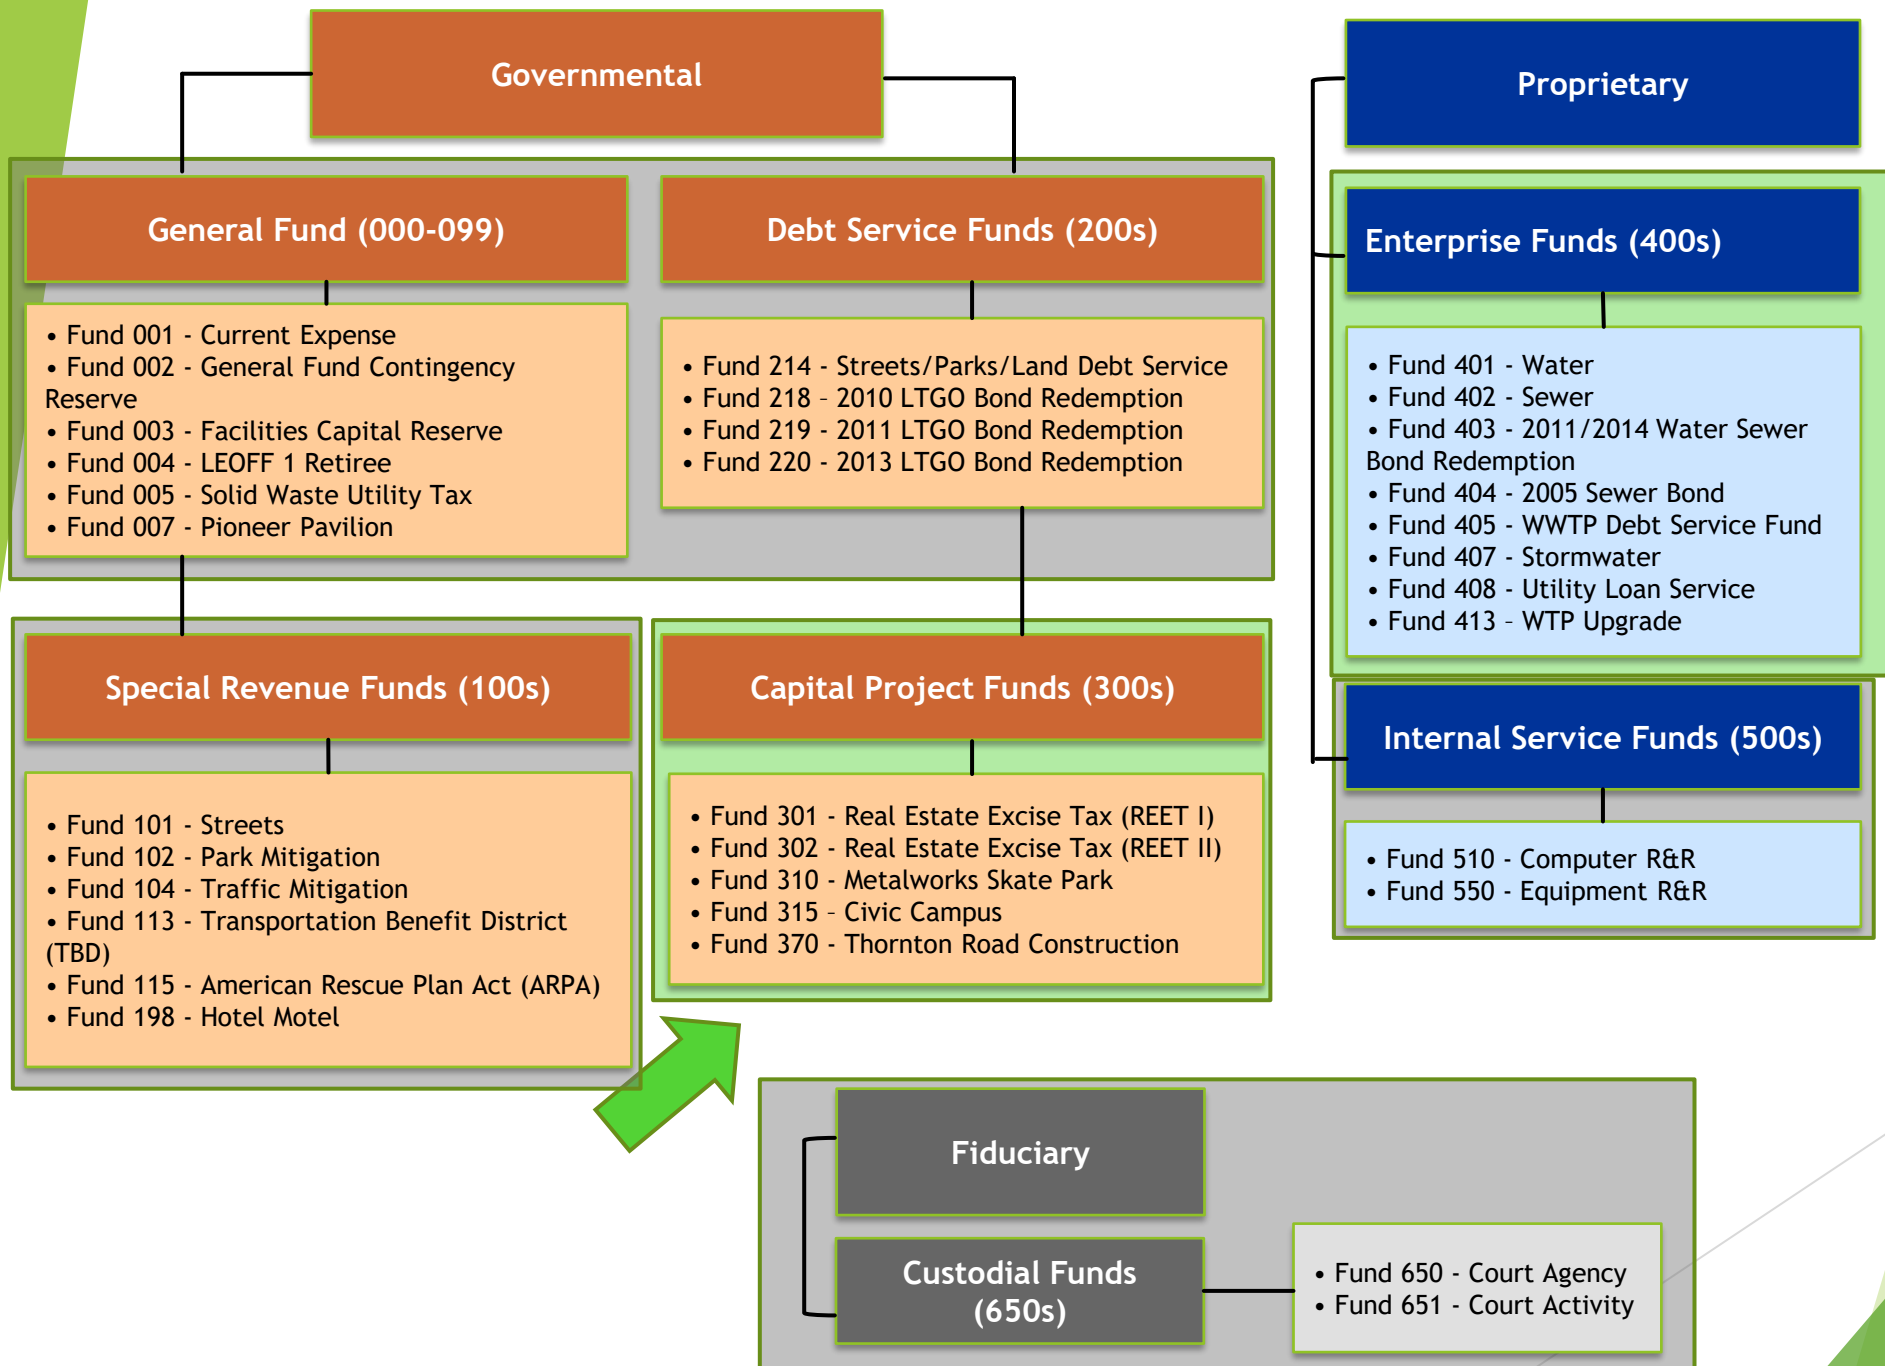 Governmental
General Fund (000-099)
• Fund 001 - Current Expense
• Fund 002 - General Fund Contingency
Reserve
• Fund 003 - Facilities Capital Reserve
• Fund 004 - LEOFF 1 Retiree
• Fund 005 - Solid Waste Utility Tax
• Fund 007 - Pioneer Pavilion
Debt Service Funds (200s)
• Fund 214 - Streets/Parks/Land Debt Service
• Fund 218 – 2010 LTGO Bond Redemption
• Fund 219 - 2011 LTGO Bond Redemption
• Fund 220 - 2013 LTGO Bond Redemption
Special Revenue Funds (100s)
• Fund 101 - Streets
• Fund 102 - Park Mitigation
• Fund 104 - Traffic Mitigation
• Fund 113 - Transportation Benefit District
(TBD)
• Fund 115 - American Rescue Plan Act (ARPA)
• Fund 198 - Hotel Motel
Capital Project Funds (300s)
• Fund 301 - Real Estate Excise Tax (REET I)
• Fund 302 - Real Estate Excise Tax (REET II)
• Fund 310 - Metalworks Skate Park
• Fund 315 – Civic Campus
• Fund 370 - Thornton Road Construction
Proprietary
Enterprise Funds (400s)
• Fund 401 - Water
• Fund 402 - Sewer
• Fund 403 - 2011/2014 Water Sewer
Bond Redemption
• Fund 404 - 2005 Sewer Bond
• Fund 405 - WWTP Debt Service Fund
• Fund 407 - Stormwater
• Fund 408 - Utility Loan Service
• Fund 413 – WTP Upgrade
Internal Service Funds (500s)
• Fund 510 - Computer R&R
• Fund 550 - Equipment R&R
Fiduciary
Custodial Funds
(650s)
• Fund 650 - Court Agency
• Fund 651 - Court Activity